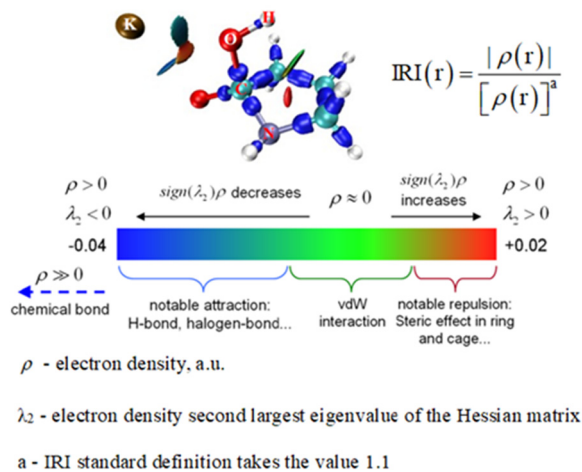 K
H
O
C
N
IRI(r) = |ρ(r)| / [ρ(r)]^a
ρ > 0
sign(λ₂)ρ decreases
ρ ≈ 0
sign(λ₂)ρ increases
ρ > 0
λ₂ < 0
λ₂ > 0
-0.04
+0.02
ρ ≫ 0
chemical bond
notable attraction:
H-bond, halogen-bond...
vdW
interaction
notable repulsion:
Steric effect in ring
and cage...
ρ - electron density, a.u.
λ₂ - electron density second largest eigenvalue of the Hessian matrix
a - IRI standard definition takes the value 1.1